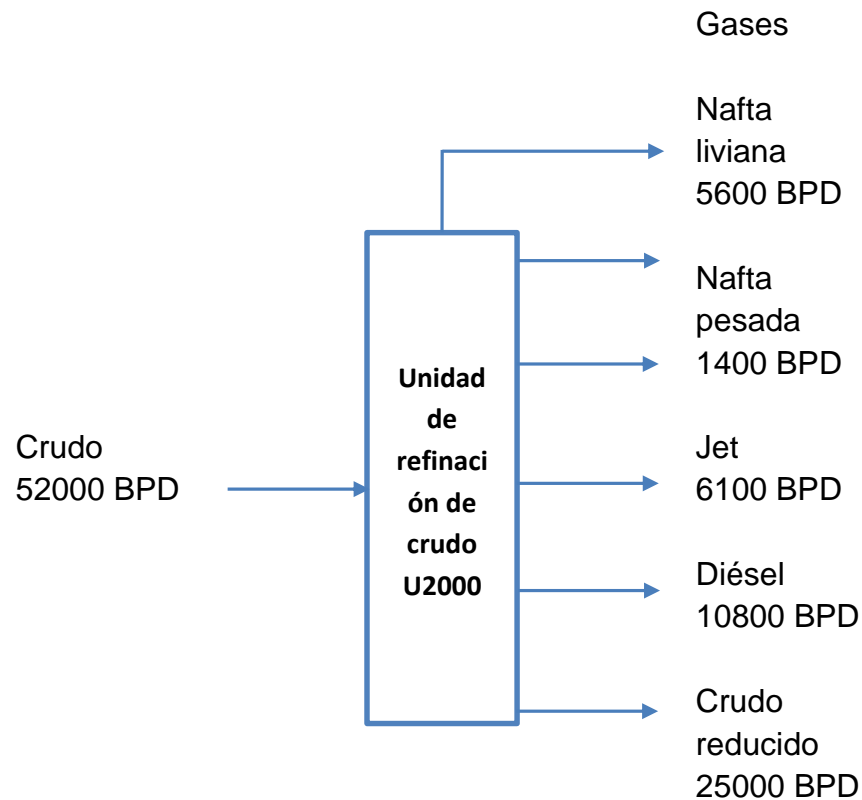 Gases
Nafta
liviana
5600 BPD
Nafta
pesada
1400 BPD
Unidad
de
refinaci
ón de
crudo
U2000
Crudo
52000 BPD
Jet
6100 BPD
Diésel
10800 BPD
Crudo
reducido
25000 BPD